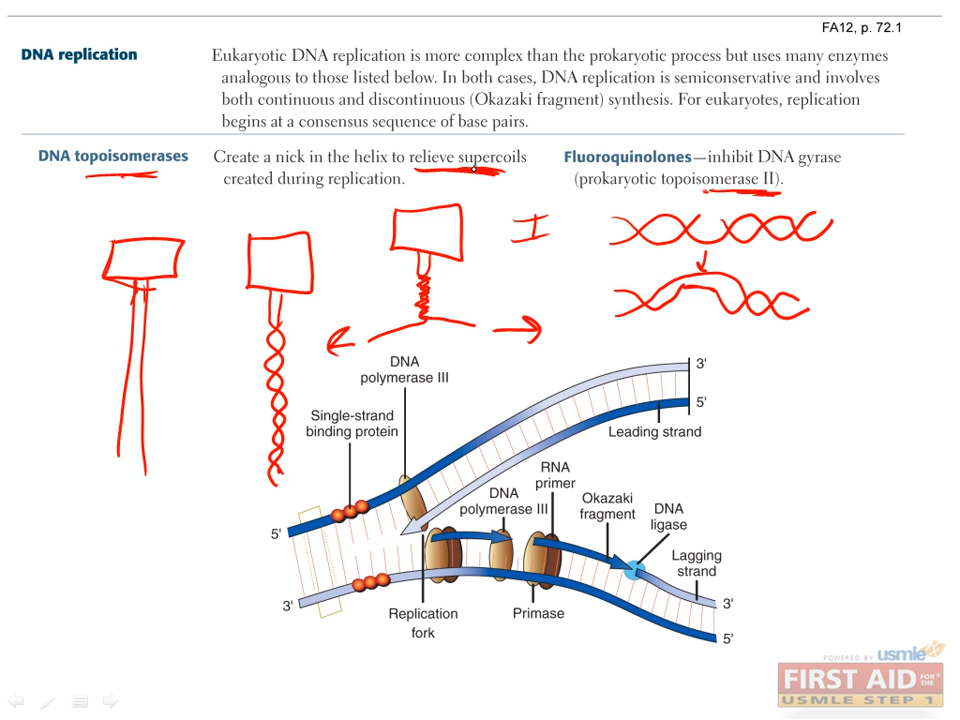 FA12, p. 72.1
DNA replication
Eukaryotic DNA replication is more complex than the prokaryotic process but uses many enzymes
analogous to those listed below. In both cases, DNA replication is semiconservative and involves
both continuous and discontinuous (Okazaki fragment) synthesis. For eukaryotes, replication
begins at a consensus sequence of base pairs.
DNA topoisomerases
Create a nick in the helix to relieve supercoils
created during replication.
Fluoroquinolones—inhibit DNA gyrase
(prokaryotic topoisomerase II).
I
DNA
polymerase III
3'
5'
Single-strand
binding protein
Leading strand
RNA
primer
DNA
polymerase III
Okazaki
fragment
DNA
ligase
5'
Lagging
strand
3'
Replication
fork
Primase
3'
5'
POWERED BY usmle
FIRST AID FOR THE
USMLE STEP 1